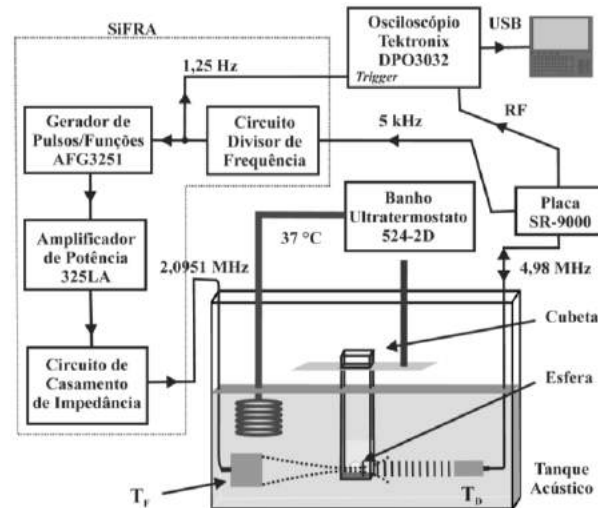 SiFRA
Osciloscópio
Tektronix
DPO3032
Trigger
USB
1,25 Hz
RF
Gerador de
Pulsos/Funções
AFG3251
Circuito
Divisor de
Frequência
5 kHz
Placa
SR-9000
Banho
Ultratermostato
524-2D
37 °C
Amplificador
de Potência
325LA
2,0951 MHz
4,98 MHz
Cubeta
Circuito de
Casamento
de Impedância
Esfera
T_F
T_D
Tanque
Acústico